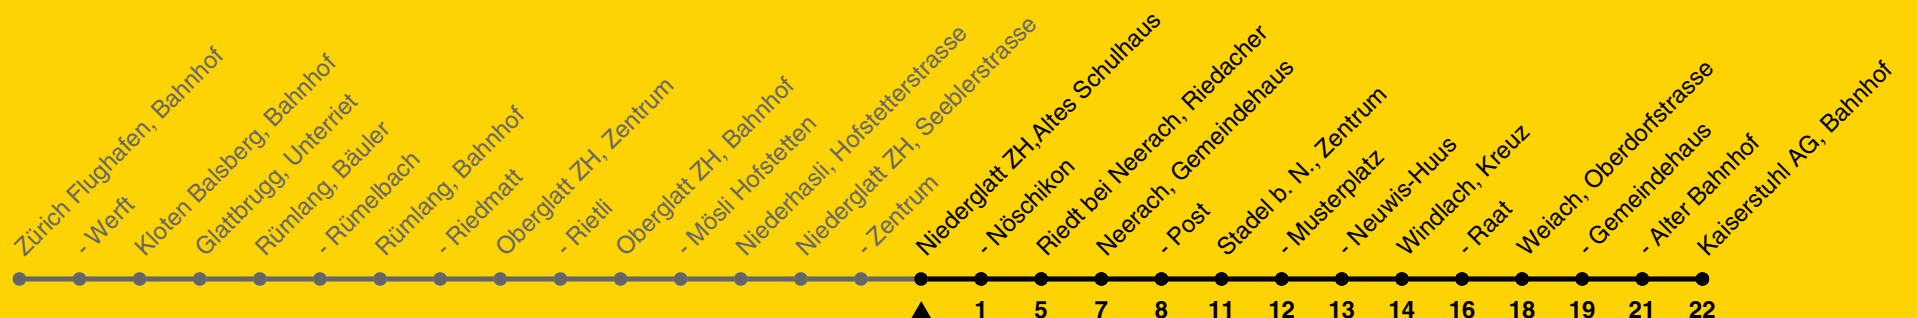 Zürich Flughafen, Bahnhof
- Werft
Kloten Balsberg, Bahnhof
Glattbrugg, Unterriet
Rümlang, Bäuler
- Rümelbach
Rümlang, Bahnhof
- Riedmatt
Oberglatt ZH, Zentrum
- Rietli
Oberglatt ZH, Bahnhof
- Mösli Hofstetten
Niederhasli, Hofstetterstrasse
Niederglatt ZH, Seeblerstrasse
- Zentrum
Niederglatt ZH,Altes Schulhaus
- Nöschikon
Riedt bei Neerach, Riedacher
Neerach, Gemeindehaus
- Post
Stadel b. N., Zentrum
- Musterplatz
- Neuwis-Huus
Windlach, Kreuz
- Raat
Weiach, Oberdorfstrasse
- Gemeindehaus
- Alter Bahnhof
Kaiserstuhl AG, Bahnhof
1 5 7 8 11 12 13 14 16 18 19 21 22